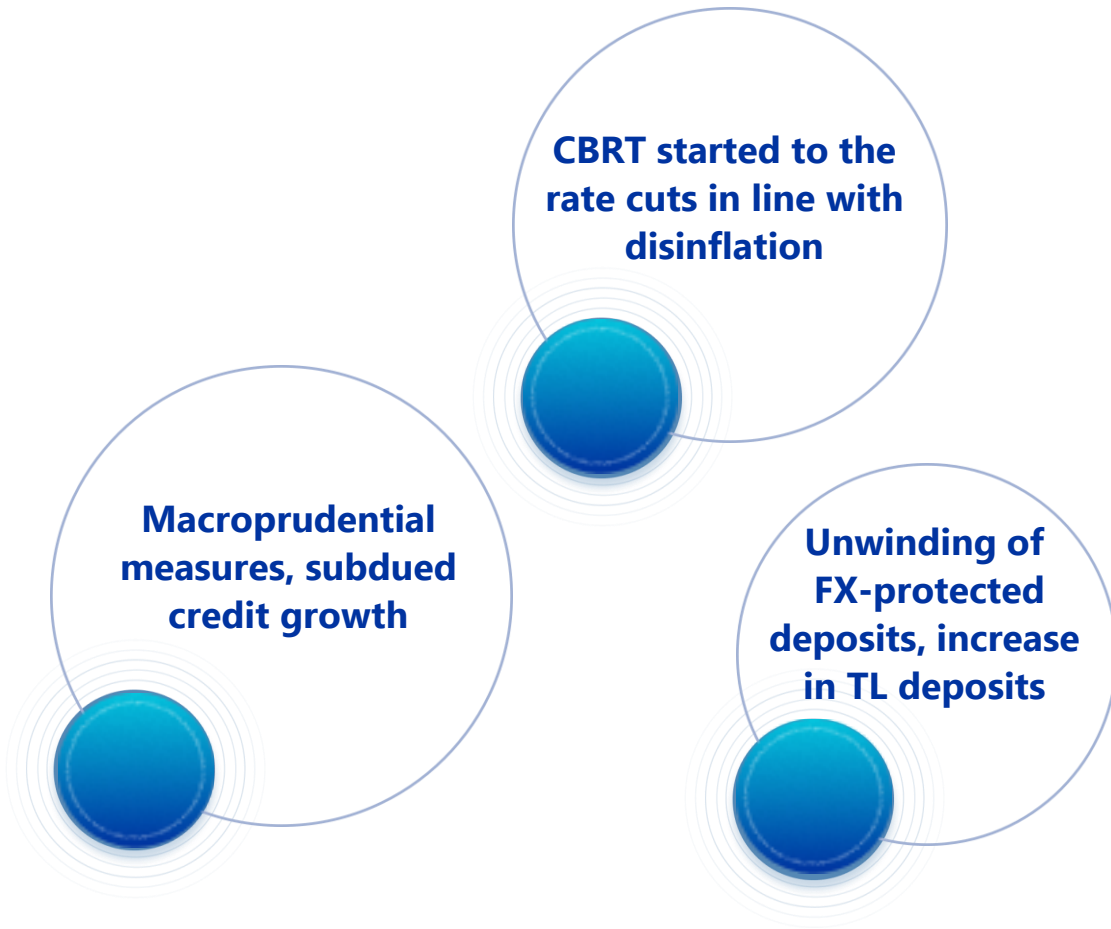 CBRT started to the
rate cuts in line with
disinflation
Macroprudential
measures, subdued
credit growth
Unwinding of
FX-protected
deposits, increase
in TL deposits